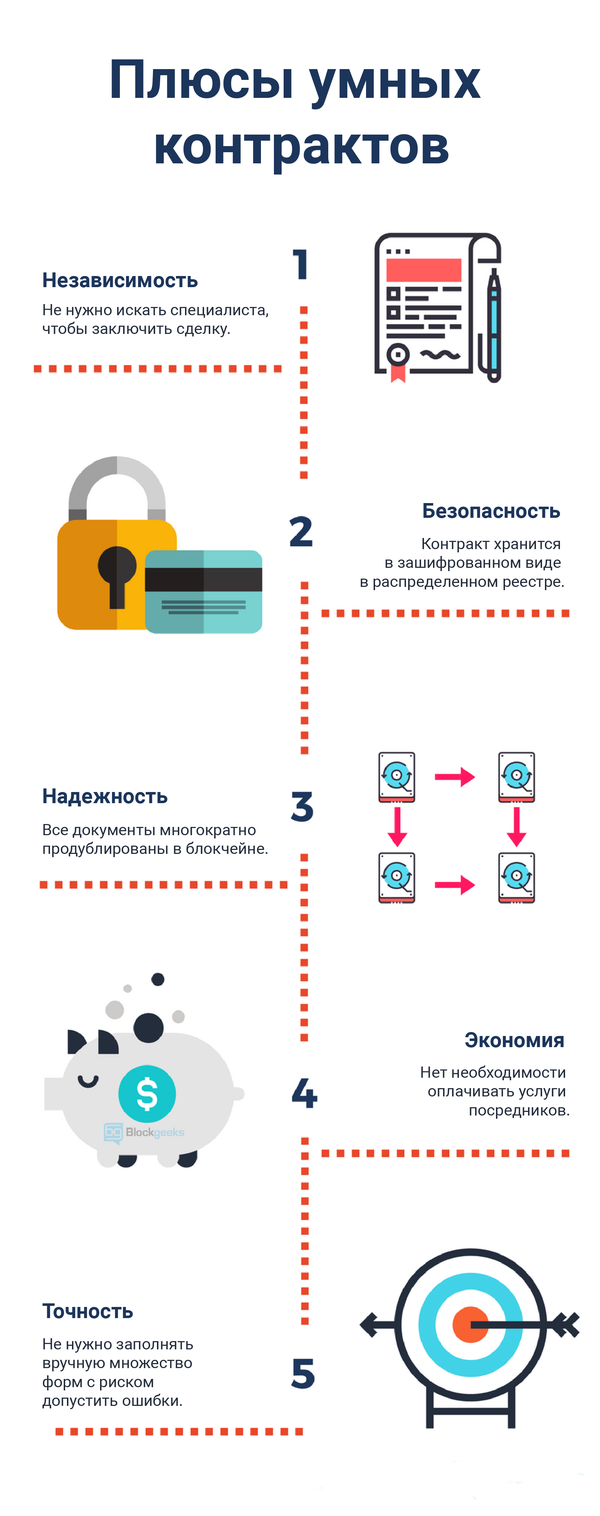 Плюсы умных
контрактов
1
Независимость
Не нужно искать специалиста,
чтобы заключить сделку.
2
Безопасность
Контракт хранится
в зашифрованном виде
в распределенном реестре.
3
Надежность
Все документы многократно
продублированы в блокчейне.
4
Экономия
Нет необходимости
оплачивать услуги
посредников.
$
Blockgeeks
5
Точность
Не нужно заполнять
вручную множество
форм с риском
допустить ошибки.